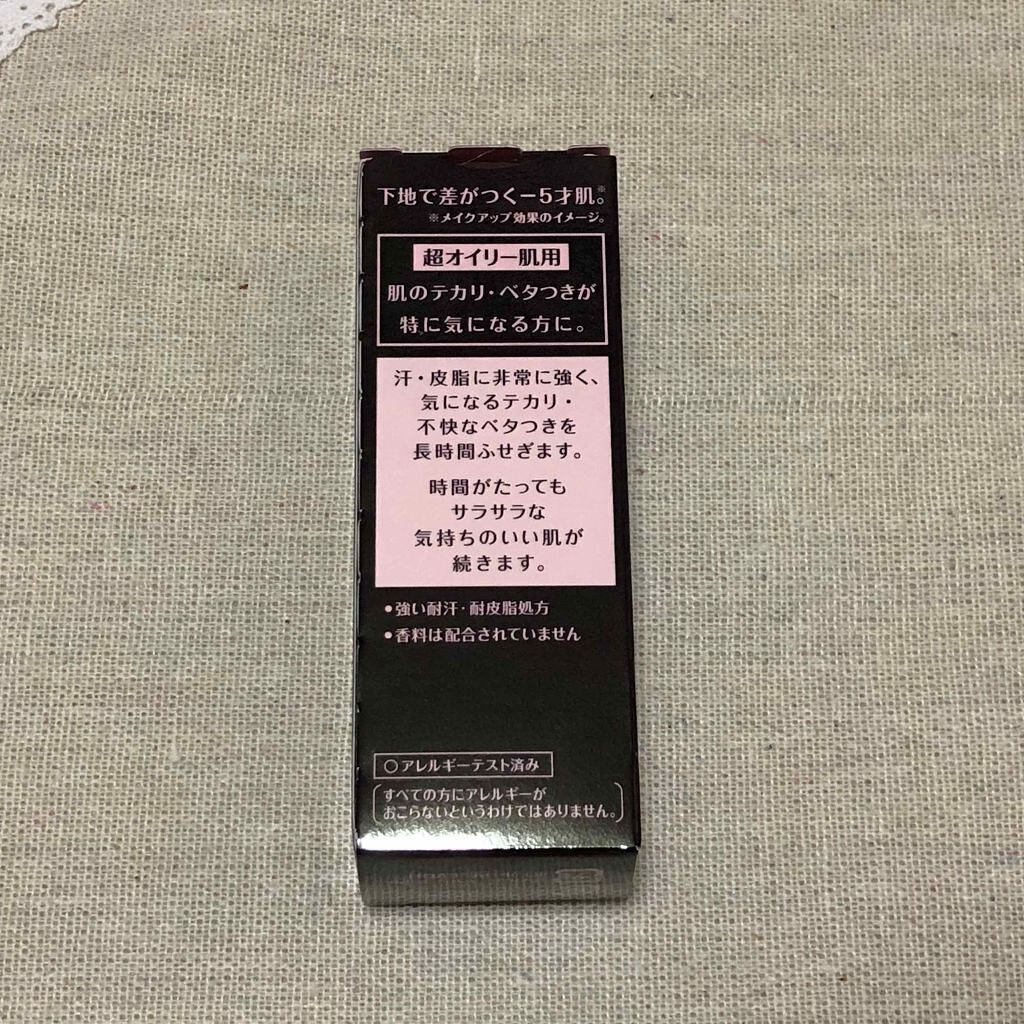 下地で差がつくー5才肌。※
※メイクアップ効果のイメージ。
超オイリー肌用
肌のテカリ・ベタつきが
特に気になる方に。
汗・皮脂に非常に強く、
気になるテカリ・
不快なベタつきを
長時間ふせぎます。
時間がたっても
サラサラな
気持ちのいい肌が
続きます。
●強い耐汗・耐皮脂処方
●香料は配合されていません
○アレルギーテスト済み
すべての方にアレルギーが
おこらないというわけではありません。